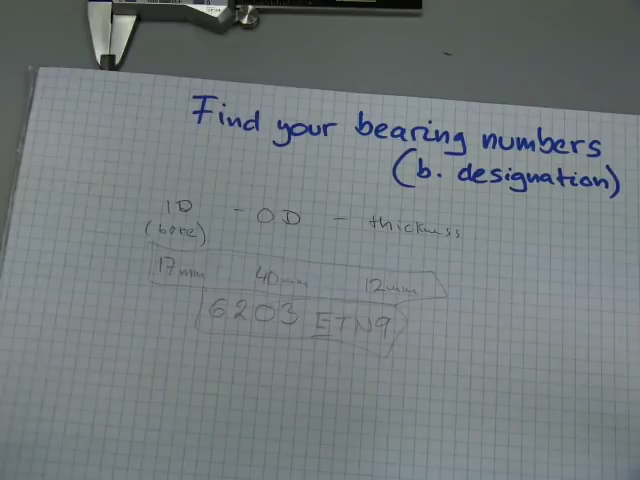 Find your bearing numbers
(b. designation)
ID - OD - thickness
(bore)
17mm 40mm 12mm
6203 ETN9